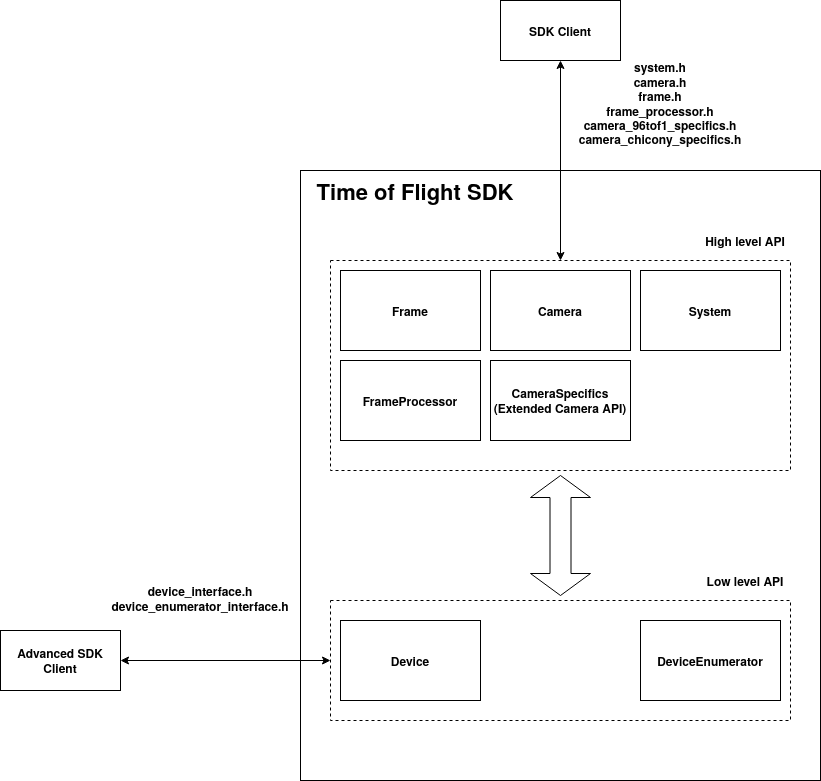 SDK Client
system.h
camera.h
frame.h
frame_processor.h
camera_96tof1_specifics.h
camera_chicony_specifics.h
Time of Flight SDK
High level API
Frame
Camera
System
FrameProcessor
CameraSpecifics
(Extended Camera API)
Low level API
device_interface.h
device_enumerator_interface.h
Advanced SDK
Client
Device
DeviceEnumerator